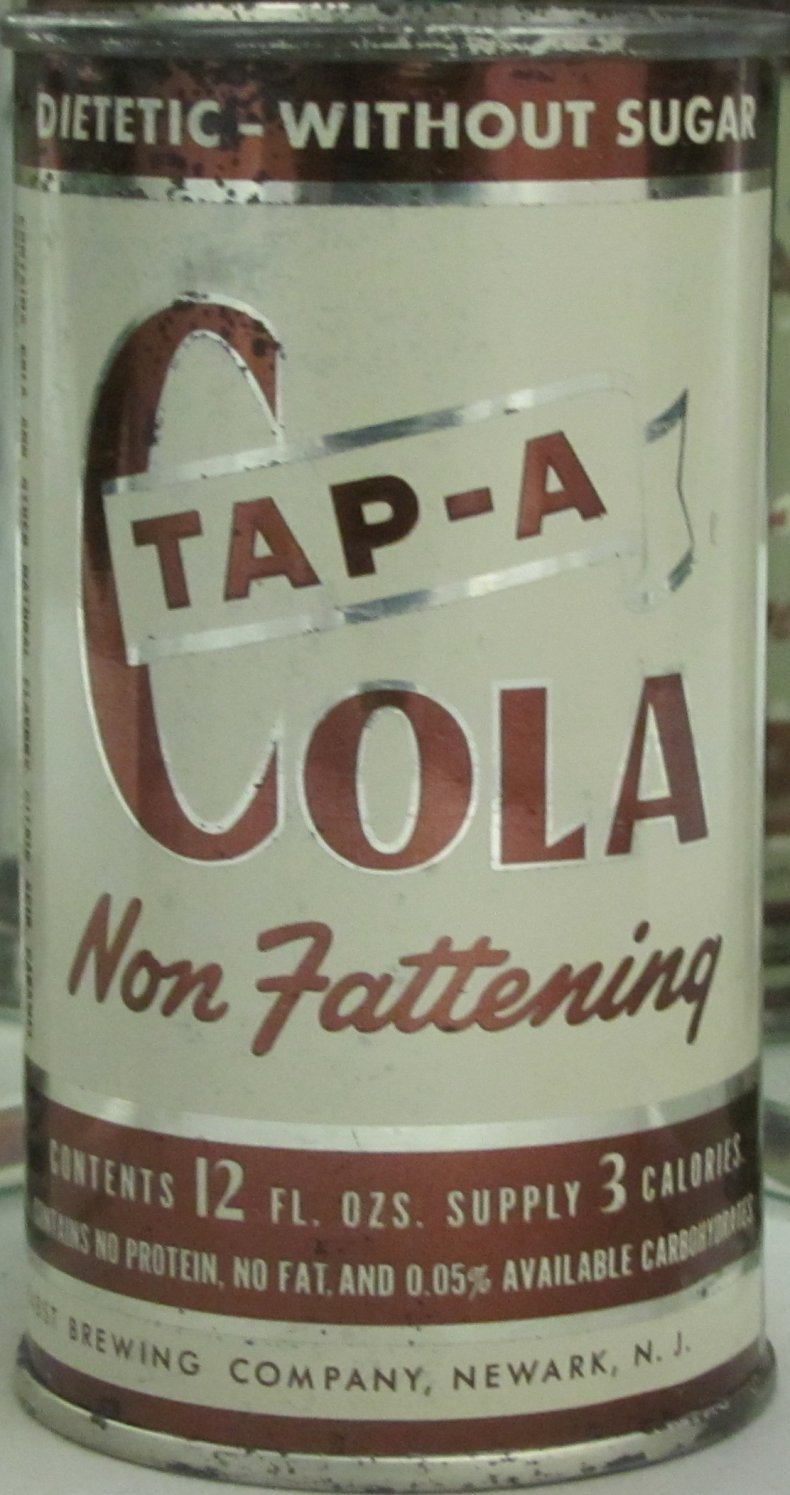 DIETETIC - WITHOUT SUGAR
TAP-A
COLA
Non Fattening
CONTENTS 12 FL. OZS. SUPPLY 3 CALORIES.
CONTAINS NO PROTEIN, NO FAT, AND 0.05% AVAILABLE CARBOHYDRATES
BREWING COMPANY, NEWARK, N. J.